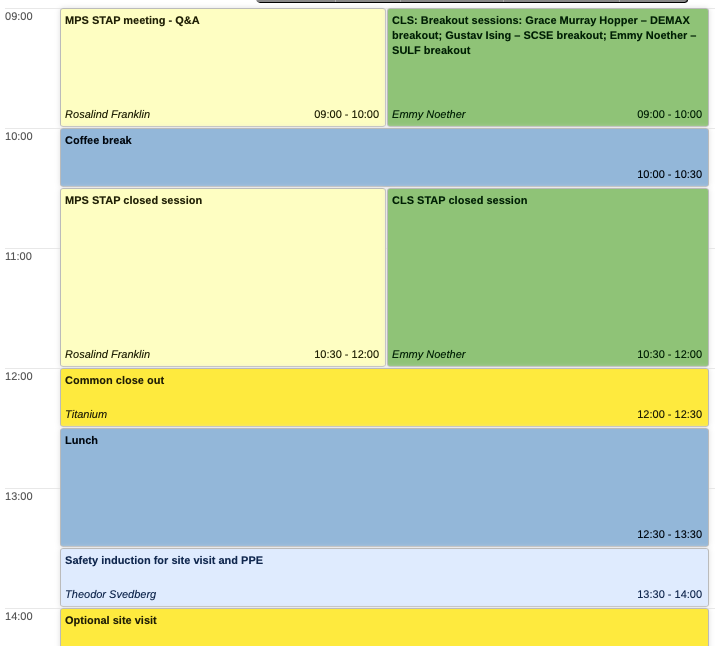 09:00
MPS STAP meeting - Q&A
Rosalind Franklin 09:00 - 10:00
CLS: Breakout sessions: Grace Murray Hopper – DEMAX
breakout; Gustav Ising – SCSE breakout; Emmy Noether –
SULF breakout
Emmy Noether 09:00 - 10:00
10:00
Coffee break
10:00 - 10:30
MPS STAP closed session
Rosalind Franklin 10:30 - 12:00
CLS STAP closed session
Emmy Noether 10:30 - 12:00
11:00
12:00
Common close out
Titanium 12:00 - 12:30
Lunch
12:30 - 13:30
13:00
Safety induction for site visit and PPE
Theodor Svedberg 13:30 - 14:00
14:00
Optional site visit